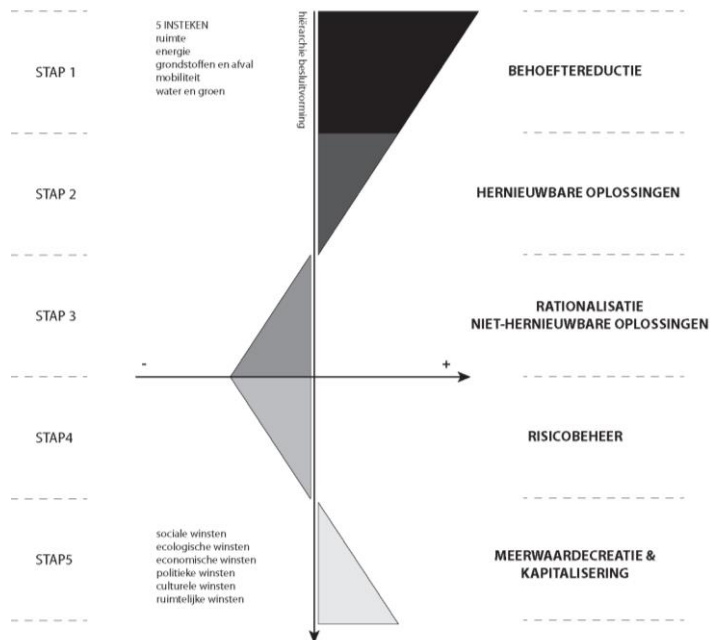 5 INSTEKEN
ruimte
energie
grondstoffen en afval
mobiliteit
water en groen
hiërarchie besluitvorming
STAP 1
BEHOEFTEREDUCTIE
STAP 2
HERNIEUWBARE OPLOSSINGEN
STAP 3
RATIONALISATIE
NIET-HERNIEUWBARE OPLOSSINGEN
-
+
STAP4
RISICOBEHEER
sociale winsten
ecologische winsten
economische winsten
politieke winsten
culturele winsten
ruimtelijke winsten
STAP5
MEERWAARDECREATIE &
KAPITALISERING